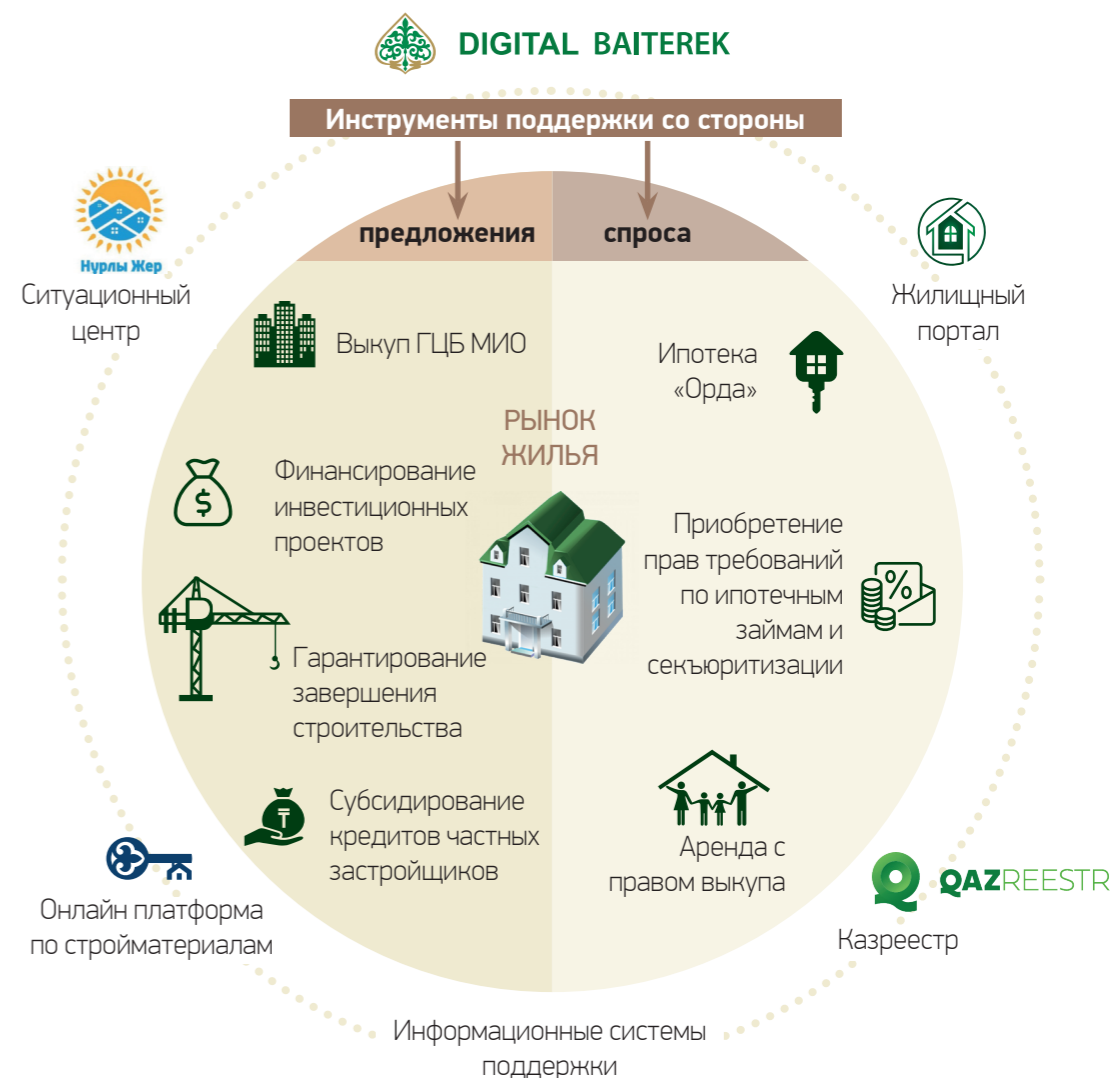 DIGITAL BAITEREK
Инструменты поддержки со стороны
предложения
спроса
Нұрлы Жер
Ситуационный
центр
Жилищный
портал
Выкуп ГЦБ МИО
Ипотека
«Орда»
РЫНОК
ЖИЛЬЯ
Финансирование
инвестиционных
проектов
Приобретение
прав требований
по ипотечным
займам и
секъюритизации
Гарантирование
завершения
строительства
Субсидирование
кредитов частных
застройщиков
Аренда с
правом выкупа
Онлайн платформа
по стройматериалам
QAZREESTR
Казреестр
Информационные системы
поддержки